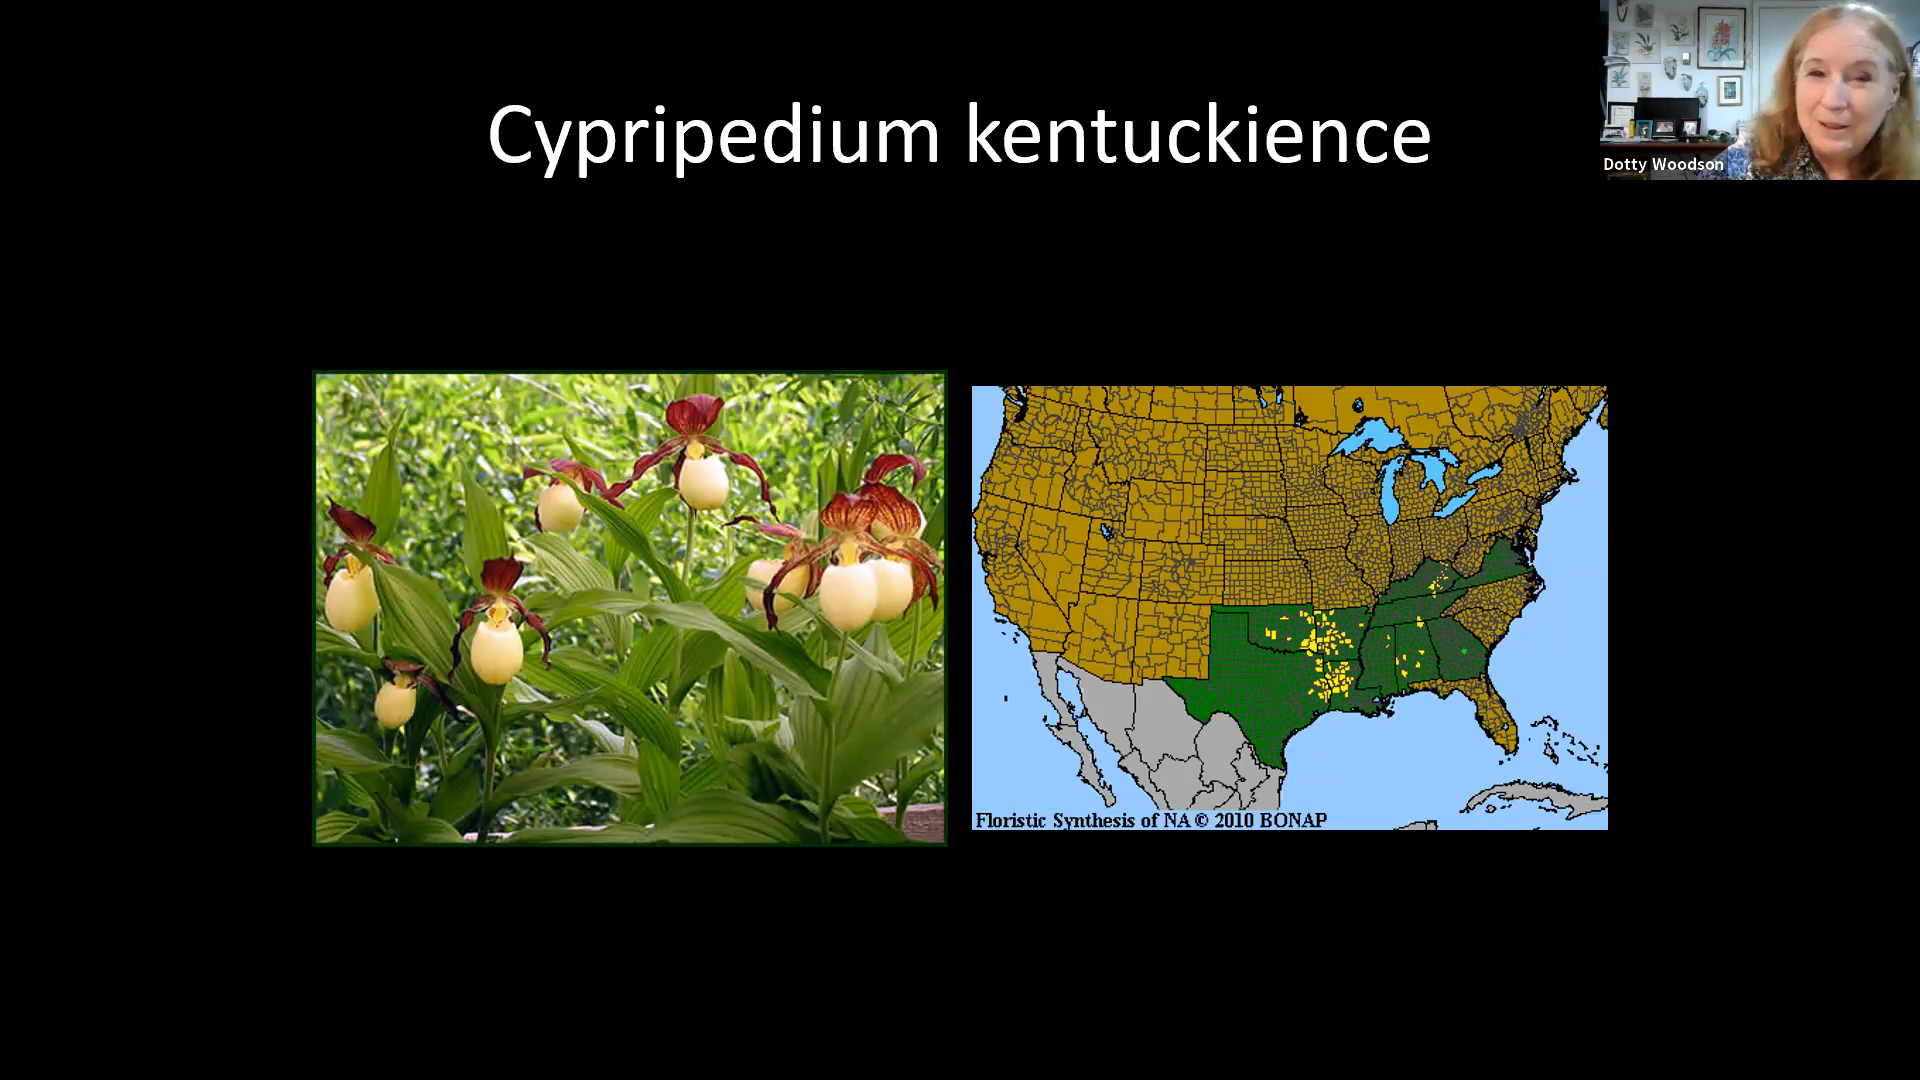 Cypripedium kentuckience
Dotty Woodson
Floristic Synthesis of NA © 2010 BONAP